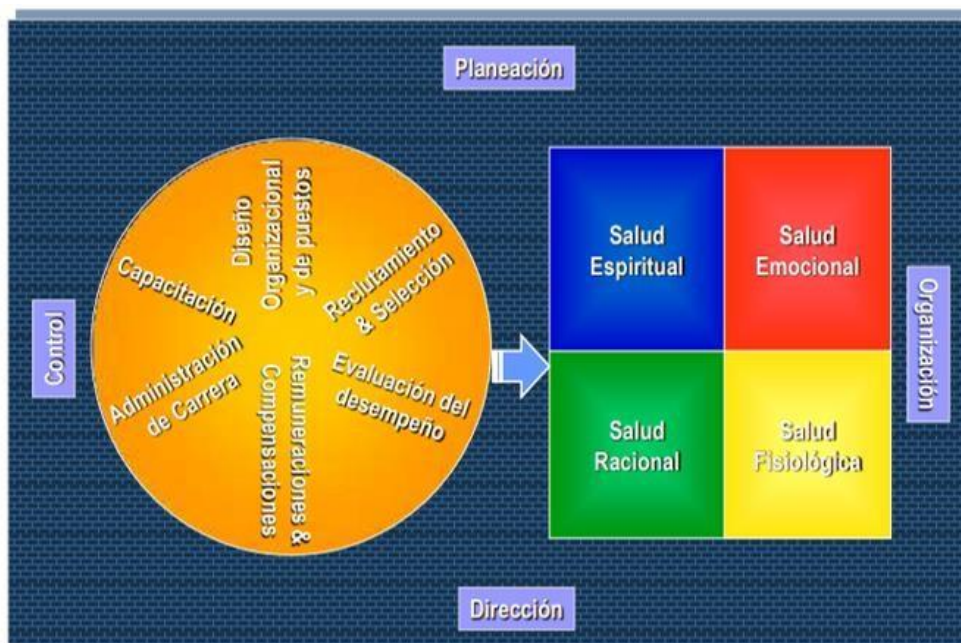 Planeación
Diseño
Organizacional
y de puestos
Reclutamiento
& Selección
Evaluación del
desempeño
Remuneraciones &
Compensaciones
Administración
de Carrera
Capacitación
Control
Salud
Espiritual
Salud
Emocional
Salud
Racional
Salud
Fisiológica
Organización
Dirección